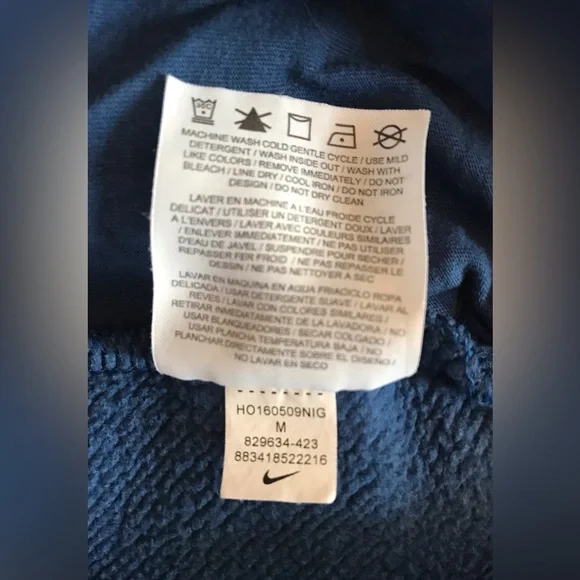 30C
MACHINE WASH COLD GENTLE CYCLE / USE MILD
DETERGENT / WASH INSIDE OUT / WASH WITH
LIKE COLORS / REMOVE IMMEDIATELY / DO NOT
BLEACH / LINE DRY / COOL IRON / DO NOT IRON
DESIGN / DO NOT DRY CLEAN
LAVER EN MACHINE A L'EAU FROIDE CYCLE
DELICAT / UTILISER UN DETERGENT DOUX / LAVER
A L'ENVERS / LAVER AVEC COULEURS SIMILAIRES
/ ENLEVER IMMÉDIATEMENT / NE PAS UTILISER
D'EAU DE JAVEL / SUSPENDRE POUR SECHER /
REPASSER FER FROID / NE PAS REPASSER LE
DESSIN / NE PAS NETTOYER A SEC
LAVAR EN MAQUINA EN AGUA FRIA/CICLO ROPA
DELICADA / USAR DETERGENTE SUAVE / LAVAR AL
REVES / LAVAR CON COLORES SIMILARES /
RETIRAR INMEDIATAMENTE DE LA LAVADORA / NO
USAR BLANQUEADORES / SECAR COLGADO /
USAR PLANCHA TEMPERATURA BAJA / NO
PLANCHAR DIRECTAMENTE SOBRE EL DISEÑO /
NO LAVAR EN SECO
HO160509NIG
M
829634-423
883418522216